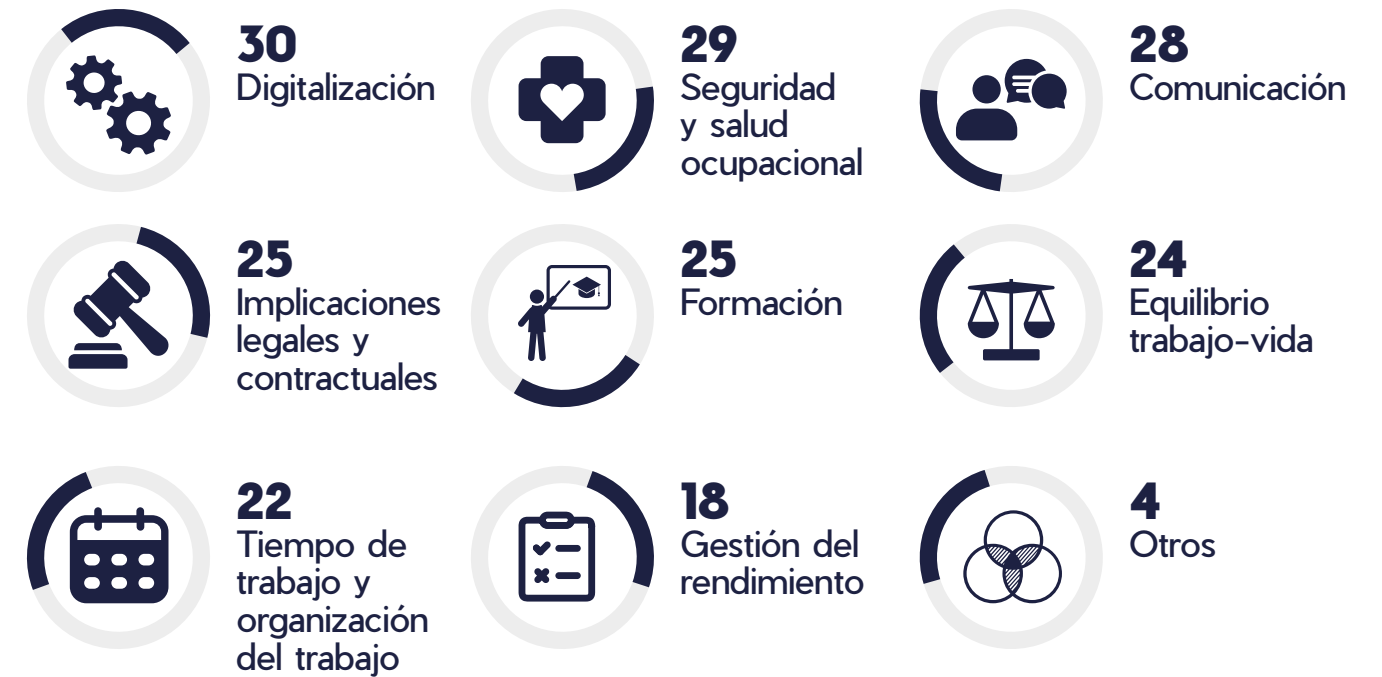 30
Digitalización
29
Seguridad
y salud
ocupacional
28
Comunicación
25
Implicaciones
legales y
contractuales
25
Formación
24
Equilibrio
trabajo-vida
22
Tiempo de
trabajo y
organización
del trabajo
18
Gestión del
rendimiento
4
Otros